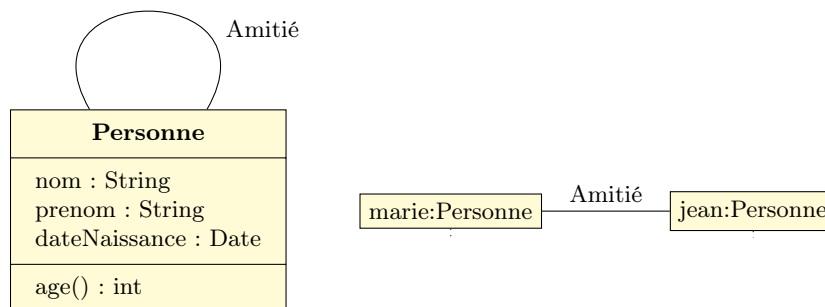 Amitié
Personne
nom : String
prenom : String
dateNaissance : Date
age() : int
marie:Personne
Amitié
jean:Personne